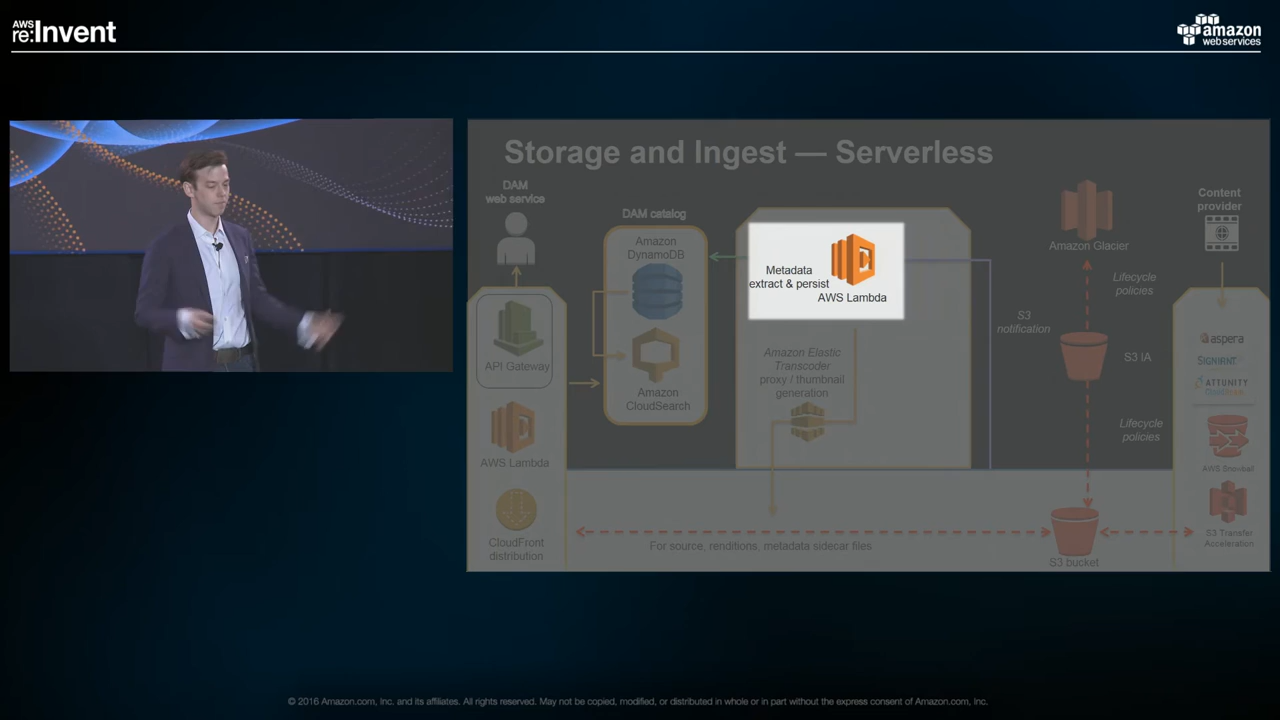 AWS
re:Invent
amazon
web services
Storage and Ingest — Serverless
DAM
web service
DAM catalog
Amazon
DynamoDB
Amazon
CloudSearch
API Gateway
AWS Lambda
CloudFront
distribution
Metadata
extract & persist
AWS Lambda
Amazon Elastic
Transcoder
proxy / thumbnail
generation
For source, renditions, metadata sidecar files
S3
notification
Amazon Glacier
Lifecycle
policies
S3 IA
Lifecycle
policies
S3 bucket
Content
provider
aspera
SIGNIANT
ATTUNITY
AWS Snowball
S3 Transfer
Acceleration
© 2016 Amazon.com, Inc. and its affiliates. All rights reserved. May not be copied, modified, or distributed in whole or in part without the express consent of Amazon.com, Inc.